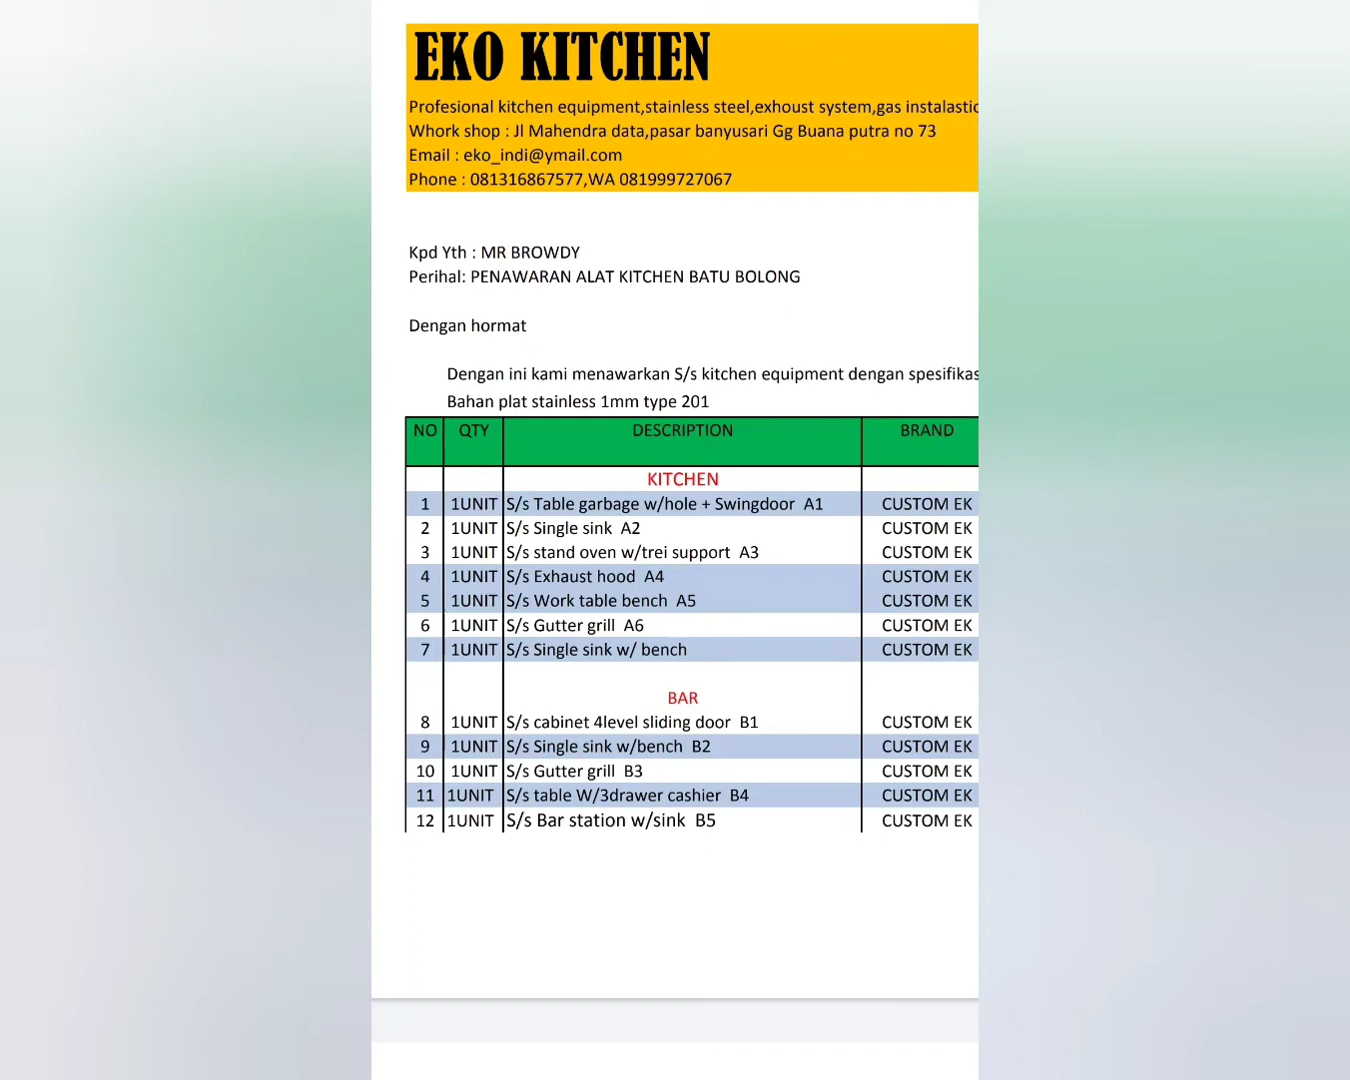 EKO KITCHEN
Profesional kitchen equipment,stainless steel,exhoust system,gas instalastic
Whork shop : Jl Mahendra data,pasar banyusari Gg Buana putra no 73
Email : eko_indi@ymail.com
Phone : 081316867577,WA 081999727067
Kpd Yth : MR BROWDY
Perihal: PENAWARAN ALAT KITCHEN BATU BOLONG
Dengan hormat
Dengan ini kami menawarkan S/s kitchen equipment dengan spesifikas
Bahan plat stainless 1mm type 201
NO QTY DESCRIPTION BRAND
KITCHEN
1 1UNIT S/s Table garbage w/hole + Swingdoor A1 CUSTOM EK
2 1UNIT S/s Single sink A2 CUSTOM EK
3 1UNIT S/s stand oven w/trei support A3 CUSTOM EK
4 1UNIT S/s Exhaust hood A4 CUSTOM EK
5 1UNIT S/s Work table bench A5 CUSTOM EK
6 1UNIT S/s Gutter grill A6 CUSTOM EK
7 1UNIT S/s Single sink w/ bench CUSTOM EK
BAR
8 1UNIT S/s cabinet 4level sliding door B1 CUSTOM EK
9 1UNIT S/s Single sink w/bench B2 CUSTOM EK
10 1UNIT S/s Gutter grill B3 CUSTOM EK
11 1UNIT S/s table W/3drawer cashier B4 CUSTOM EK
12 1UNIT S/s Bar station w/sink B5 CUSTOM EK